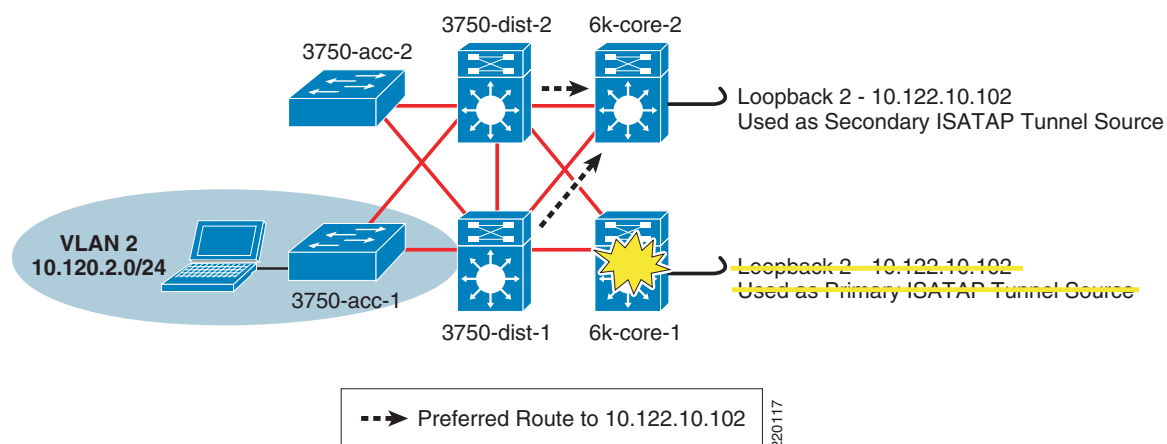 3750-dist-2
6k-core-2
3750-acc-2
Loopback 2 - 10.122.10.102
Used as Secondary ISATAP Tunnel Source
VLAN 2
10.120.2.0/24
3750-acc-1
Loopback 2 - 10.122.10.102
Used as Primary ISATAP Tunnel Source
3750-dist-1
6k-core-1
Preferred Route to 10.122.10.102
220117